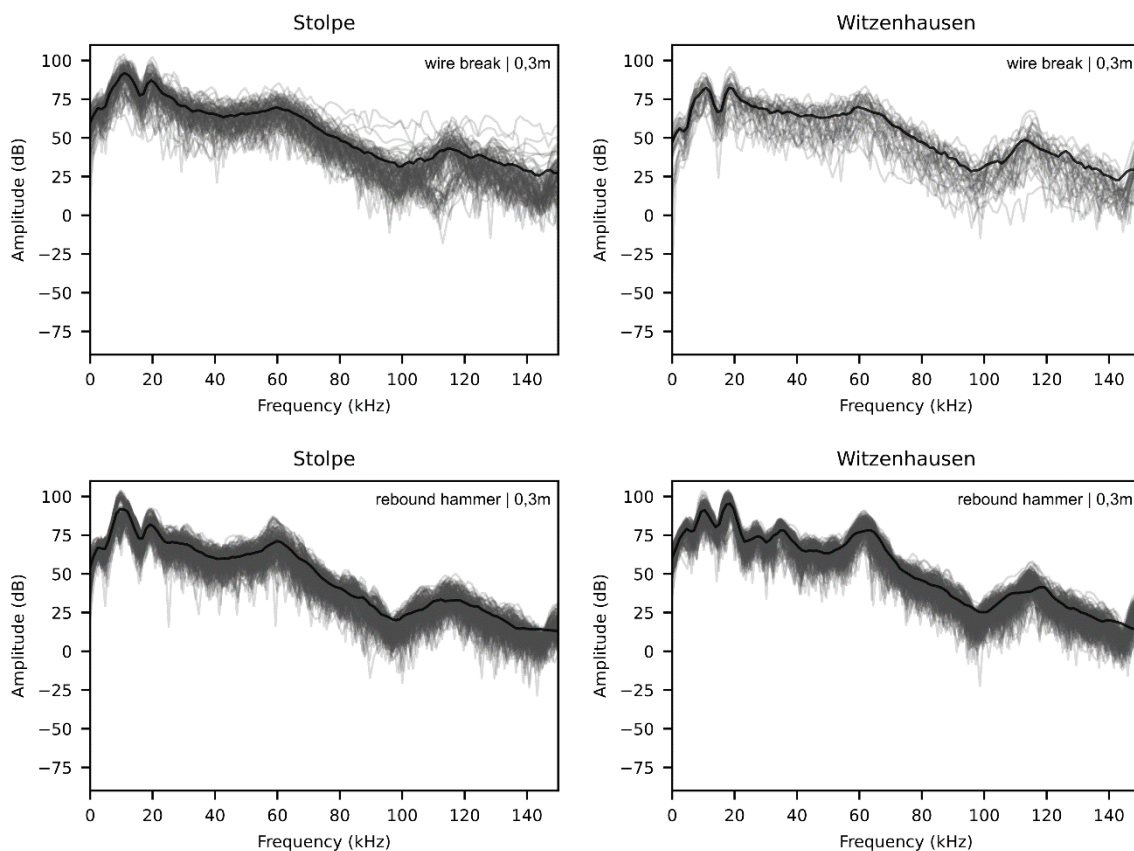 Stolpe
wire break | 0,3m
100
75
50
25
0
−25
−50
−75
Amplitude (dB)
0 20 40 60 80 100 120 140
Frequency (kHz)
Witzenhausen
wire break | 0,3m
100
75
50
25
0
−25
−50
−75
Amplitude (dB)
0 20 40 60 80 100 120 140
Frequency (kHz)
Stolpe
rebound hammer | 0,3m
100
75
50
25
0
−25
−50
−75
Amplitude (dB)
0 20 40 60 80 100 120 140
Frequency (kHz)
Witzenhausen
rebound hammer | 0,3m
100
75
50
25
0
−25
−50
−75
Amplitude (dB)
0 20 40 60 80 100 120 140
Frequency (kHz)